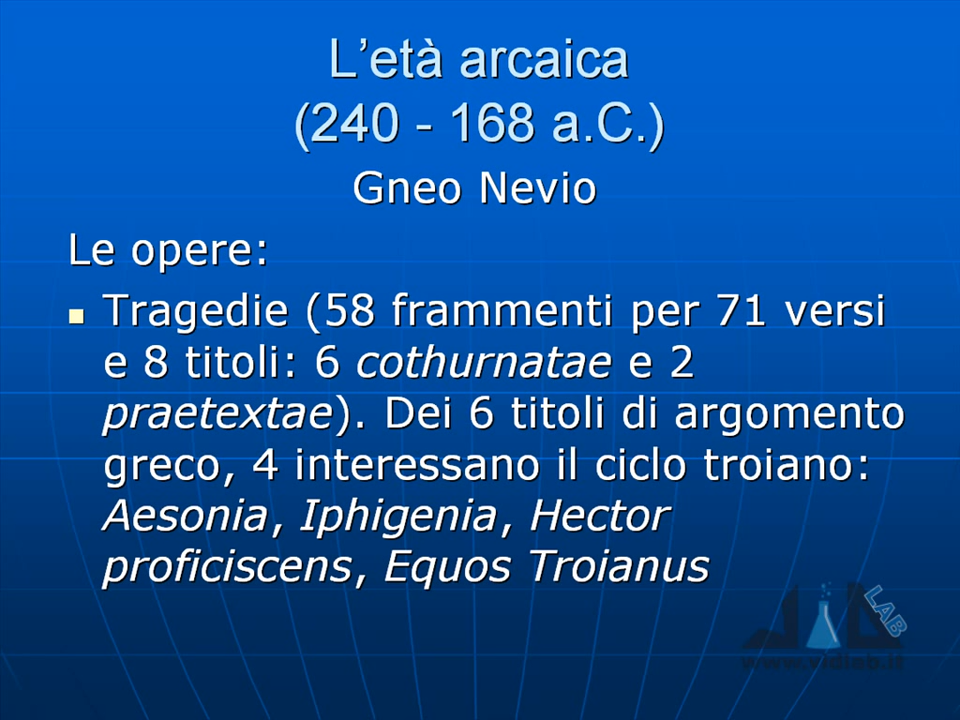 L’età arcaica
(240 - 168 a.C.)
Gneo Nevio
Le opere:
Tragedie (58 frammenti per 71 versi
e 8 titoli: 6 cothurnatae e 2
praetextae). Dei 6 titoli di argomento
greco, 4 interessano il ciclo troiano:
Aesonia, Iphigenia, Hector
proficiscens, Equos Troianus
LAB
www.vidlab.it